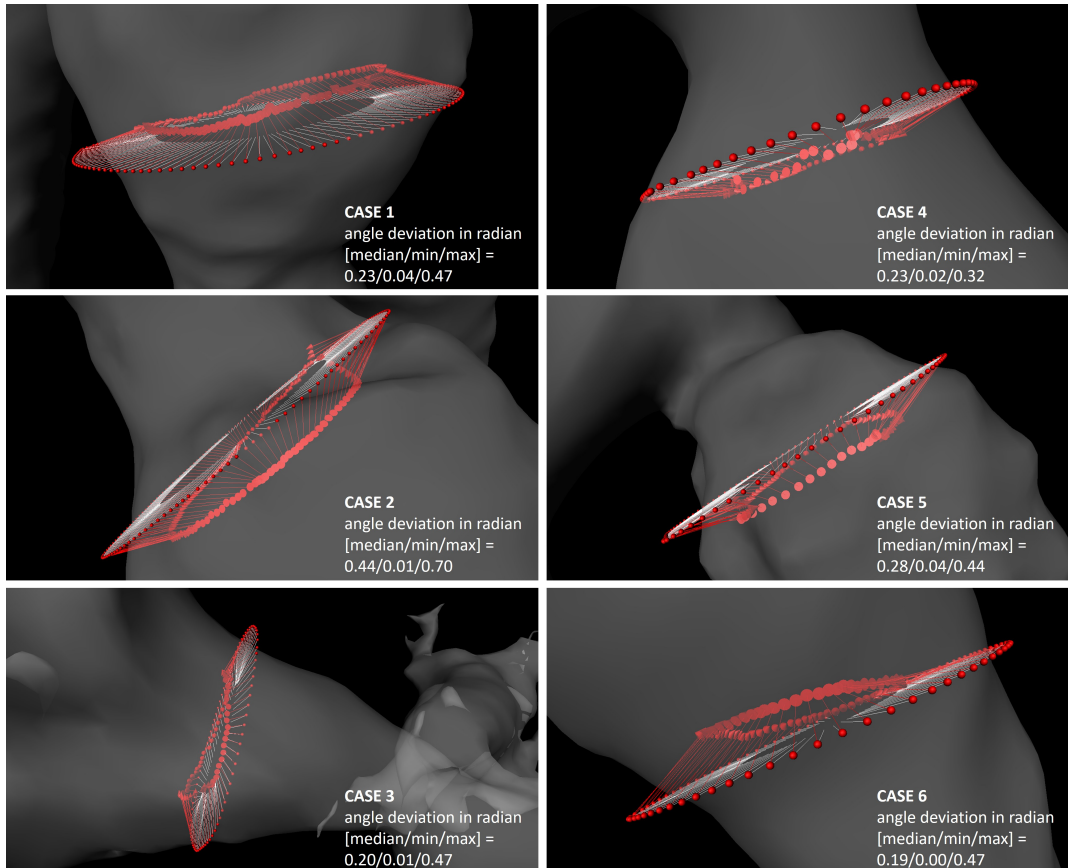 CASE 1
angle deviation in radian
[median/min/max] =
0.23/0.04/0.47
CASE 4
angle deviation in radian
[median/min/max] =
0.23/0.02/0.32
CASE 2
angle deviation in radian
[median/min/max] =
0.44/0.01/0.70
CASE 5
angle deviation in radian
[median/min/max] =
0.28/0.04/0.44
CASE 3
angle deviation in radian
[median/min/max] =
0.20/0.01/0.47
CASE 6
angle deviation in radian
[median/min/max] =
0.19/0.00/0.47